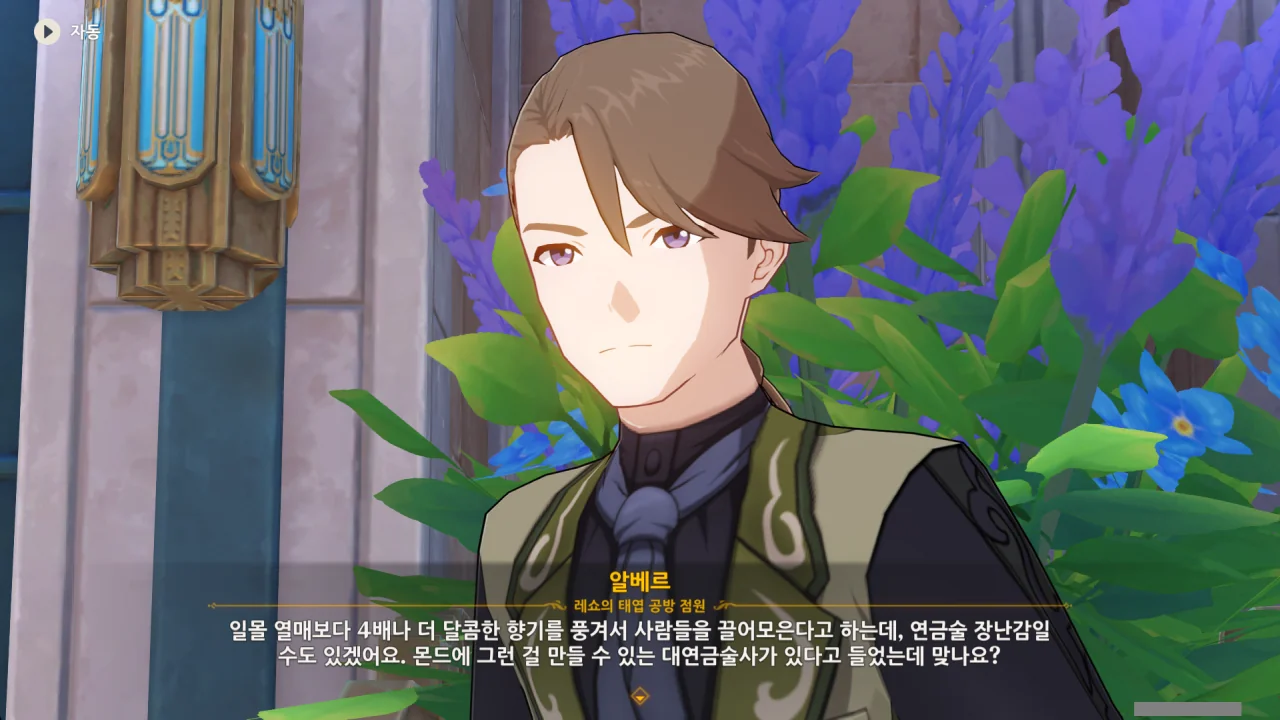 자동
알베르
레쇼의 태엽 공방 점원
일몰 열매보다 4배나 더 달콤한 향기를 풍겨서 사람들을 끌어모은다고 하는데, 연금술 장난감일
수도 있겠어요. 몬드에 그런 걸 만들 수 있는 대연금술사가 있다고 들었는데 맞나요?